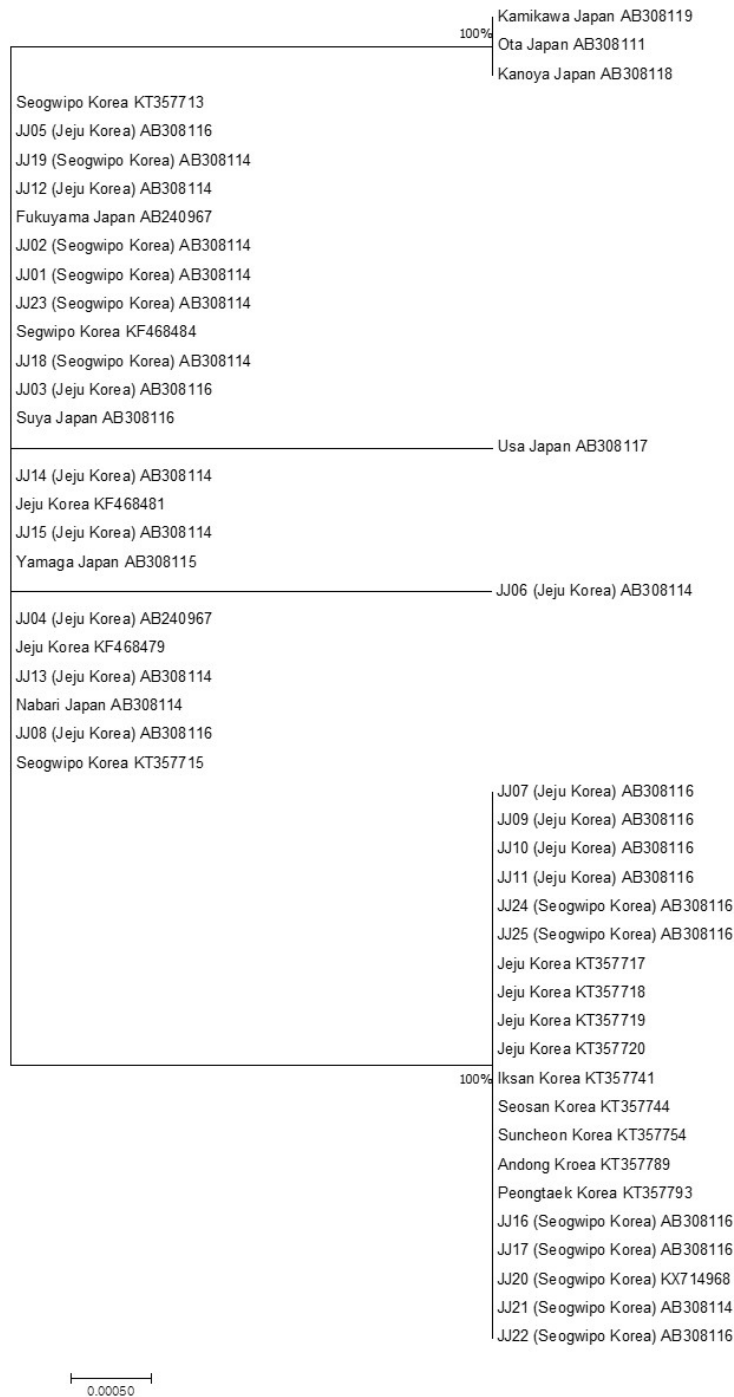 Kamikawa Japan AB308119
100%
Ota Japan AB308111
Kanoya Japan AB308118
Seogwipo Korea KT357713
JJ05 (Jeju Korea) AB308116
JJ19 (Seogwipo Korea) AB308114
JJ12 (Jeju Korea) AB308114
Fukuyama Japan AB240967
JJ02 (Seogwipo Korea) AB308114
JJ01 (Seogwipo Korea) AB308114
JJ23 (Seogwipo Korea) AB308114
Segwipo Korea KF468484
JJ18 (Seogwipo Korea) AB308114
JJ03 (Jeju Korea) AB308116
Suya Japan AB308116
Usa Japan AB308117
JJ14 (Jeju Korea) AB308114
Jeju Korea KF468481
JJ15 (Jeju Korea) AB308114
Yamaga Japan AB308115
JJ06 (Jeju Korea) AB308114
JJ04 (Jeju Korea) AB240967
Jeju Korea KF468479
JJ13 (Jeju Korea) AB308114
Nabari Japan AB308114
JJ08 (Jeju Korea) AB308116
Seogwipo Korea KT357715
JJ07 (Jeju Korea) AB308116
JJ09 (Jeju Korea) AB308116
JJ10 (Jeju Korea) AB308116
JJ11 (Jeju Korea) AB308116
JJ24 (Seogwipo Korea) AB308116
JJ25 (Seogwipo Korea) AB308116
Jeju Korea KT357717
Jeju Korea KT357718
Jeju Korea KT357719
Jeju Korea KT357720
100%
Iksan Korea KT357741
Seosan Korea KT357744
Suncheon Korea KT357754
Andong Kroea KT357789
Peongtaek Korea KT357793
JJ16 (Seogwipo Korea) AB308116
JJ17 (Seogwipo Korea) AB308116
JJ20 (Seogwipo Korea) KX714968
JJ21 (Seogwipo Korea) AB308114
JJ22 (Seogwipo Korea) AB308116
0.00050